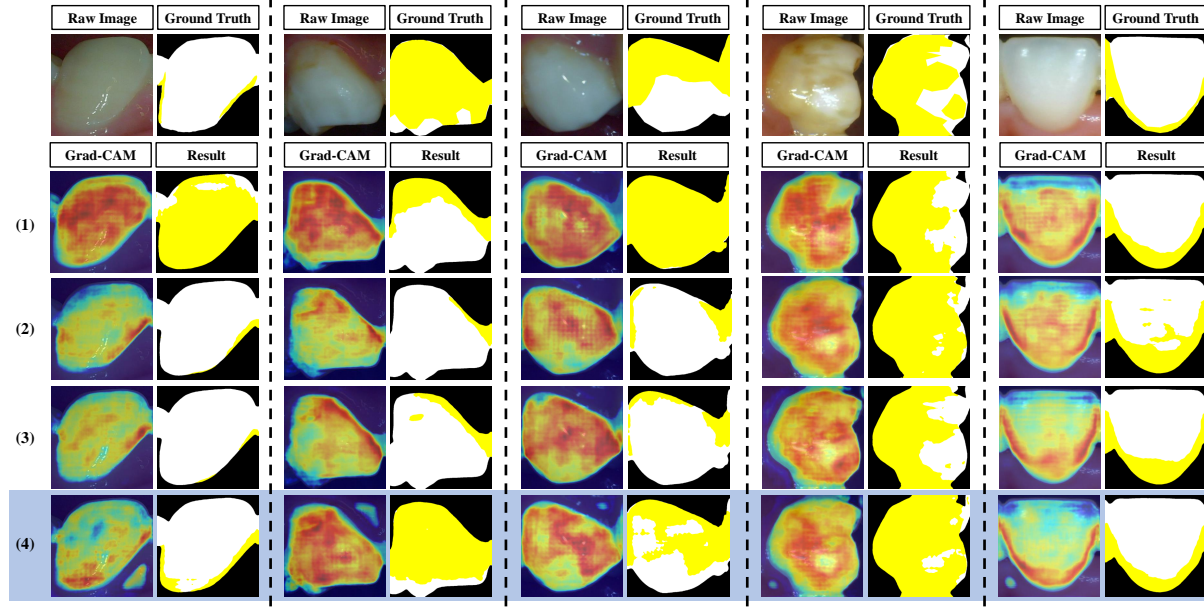 Raw Image Ground Truth Raw Image Ground Truth Raw Image Ground Truth Raw Image Ground Truth Raw Image Ground Truth
Grad-CAM Result Grad-CAM Result Grad-CAM Result Grad-CAM Result Grad-CAM Result
(1)
(2)
(3)
(4)